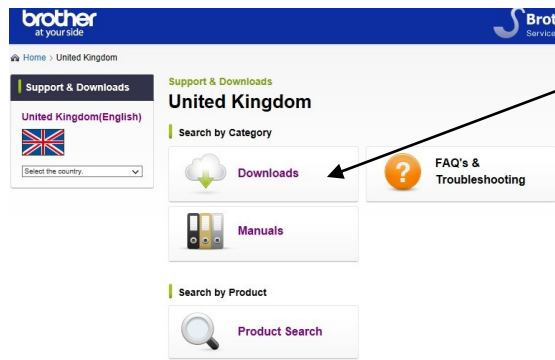 brother
at your side
Brot
Service
Home > United Kingdom
Support & Downloads
United Kingdom(English)
Select the country.
Support & Downloads
United Kingdom
Search by Category
Downloads
FAQ's &
Troubleshooting
Manuals
Search by Product
Product Search